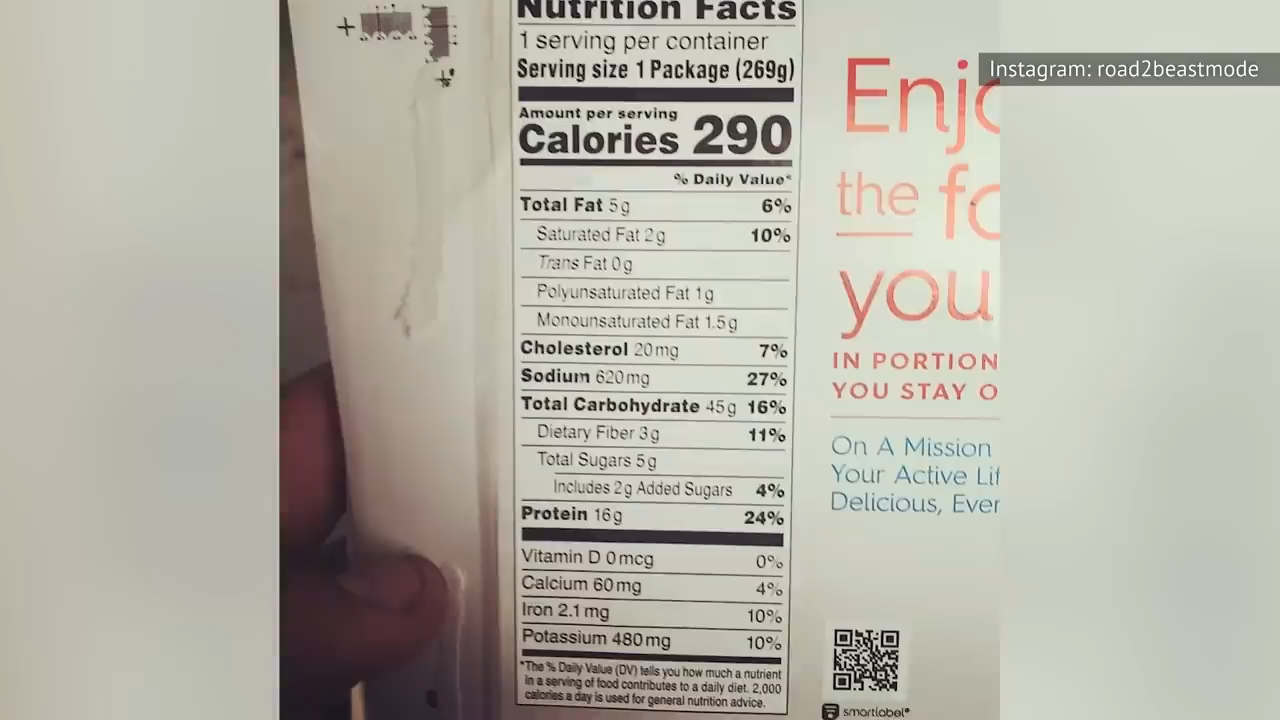 Nutrition Facts
1 serving per container
Serving size 1 Package (269g)
Amount per serving
Calories 290
% Daily Value*
Total Fat 5g 6%
Saturated Fat 2g 10%
Trans Fat 0g
Polyunsaturated Fat 1g
Monounsaturated Fat 1.5g
Cholesterol 20mg 7%
Sodium 620mg 27%
Total Carbohydrate 45g 16%
Dietary Fiber 3g 11%
Total Sugars 5g
Includes 2g Added Sugars 4%
Protein 16g 24%
Vitamin D 0mcg 0%
Calcium 60mg 4%
Iron 2.1mg 10%
Potassium 480mg 10%
*The % Daily Value (DV) tells you how much a nutrient
in a serving of food contributes to a daily diet. 2,000
calories a day is used for general nutrition advice.
Instagram: road2beastmode
the
you
IN PORTION
YOU STAY
On A Mission
Your Active
Delicious,
smartlabel®